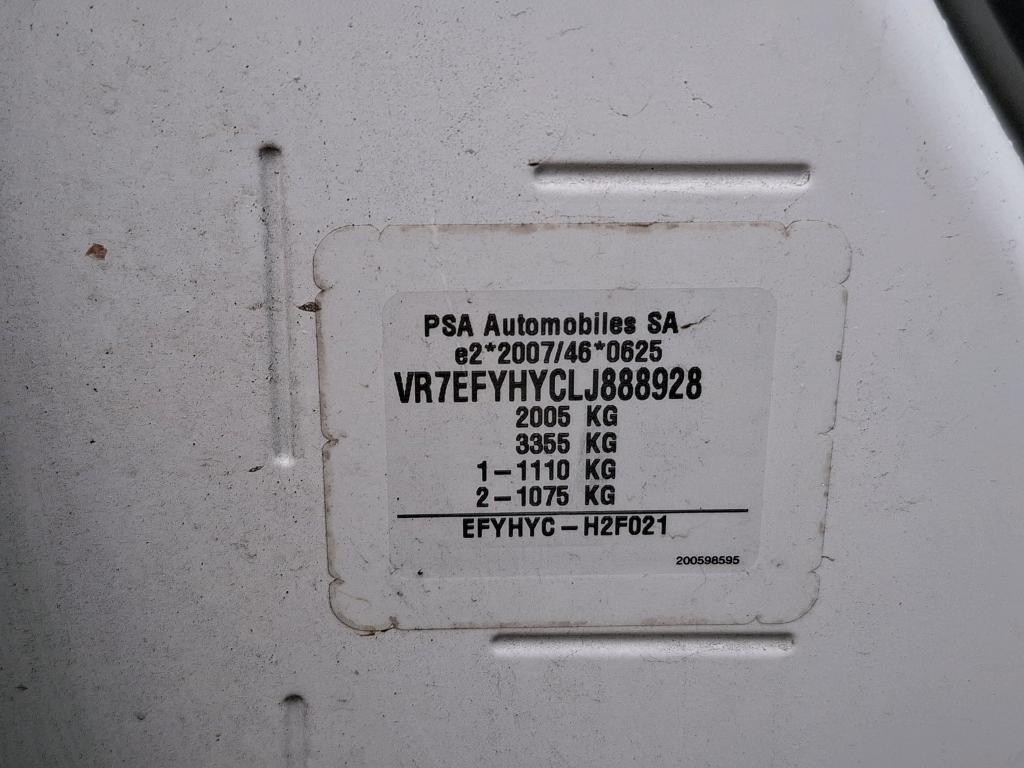 PSA Automobiles SA
e2*2007/46*0625
VR7EFYHYCLJ888928
2005 KG
3355 KG
1-1110 KG
2-1075 KG
EFYHYC-H2F021
200598595